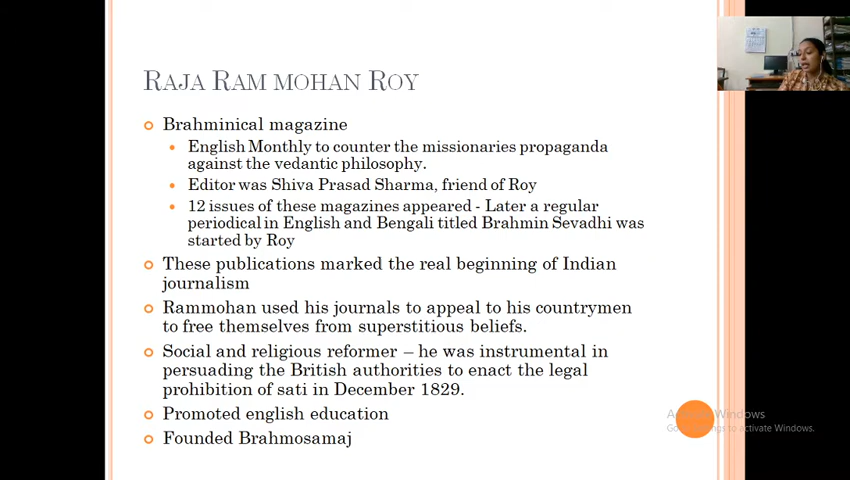 RAJA RAM MOHAN ROY
Brahminical magazine
English Monthly to counter the missionaries propaganda
against the vedantic philosophy.
Editor was Shiva Prasad Sharma, friend of Roy
12 issues of these magazines appeared - Later a regular
periodical in English and Bengali titled Brahmin Sevadhi was
started by Roy
These publications marked the real beginning of Indian
journalism
Rammohan used his journals to appeal to his countrymen
to free themselves from superstitious beliefs.
Social and religious reformer – he was instrumental in
persuading the British authorities to enact the legal
prohibition of sati in December 1829.
Promoted english education
Founded Brahmosamaj
Windows
to activate Windows.